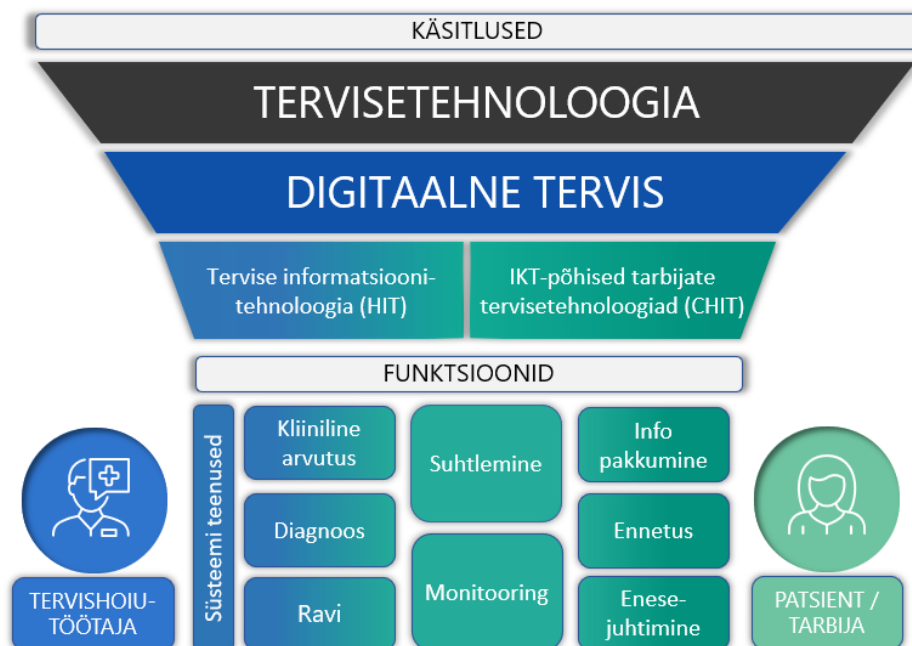 KÄSITLUSED
TERVISETEHNOLOOGIA
DIGITAALNE TERVIS
Tervise informatsiooni-
tehnoloogia (HIT)
IKT-põhised tarbijate
tervisetehnoloogiad (CHIT)
FUNKTSIOONID
Süsteemi teenused
Kliiniline
arvutus
Diagnoos
Ravi
Suhtlemine
Monitooring
Info
pakkumine
Ennetus
Enese-
juhtimine
TERVISHOIU-
TÖÖTAJA
PATSIENT /
TARBIJA